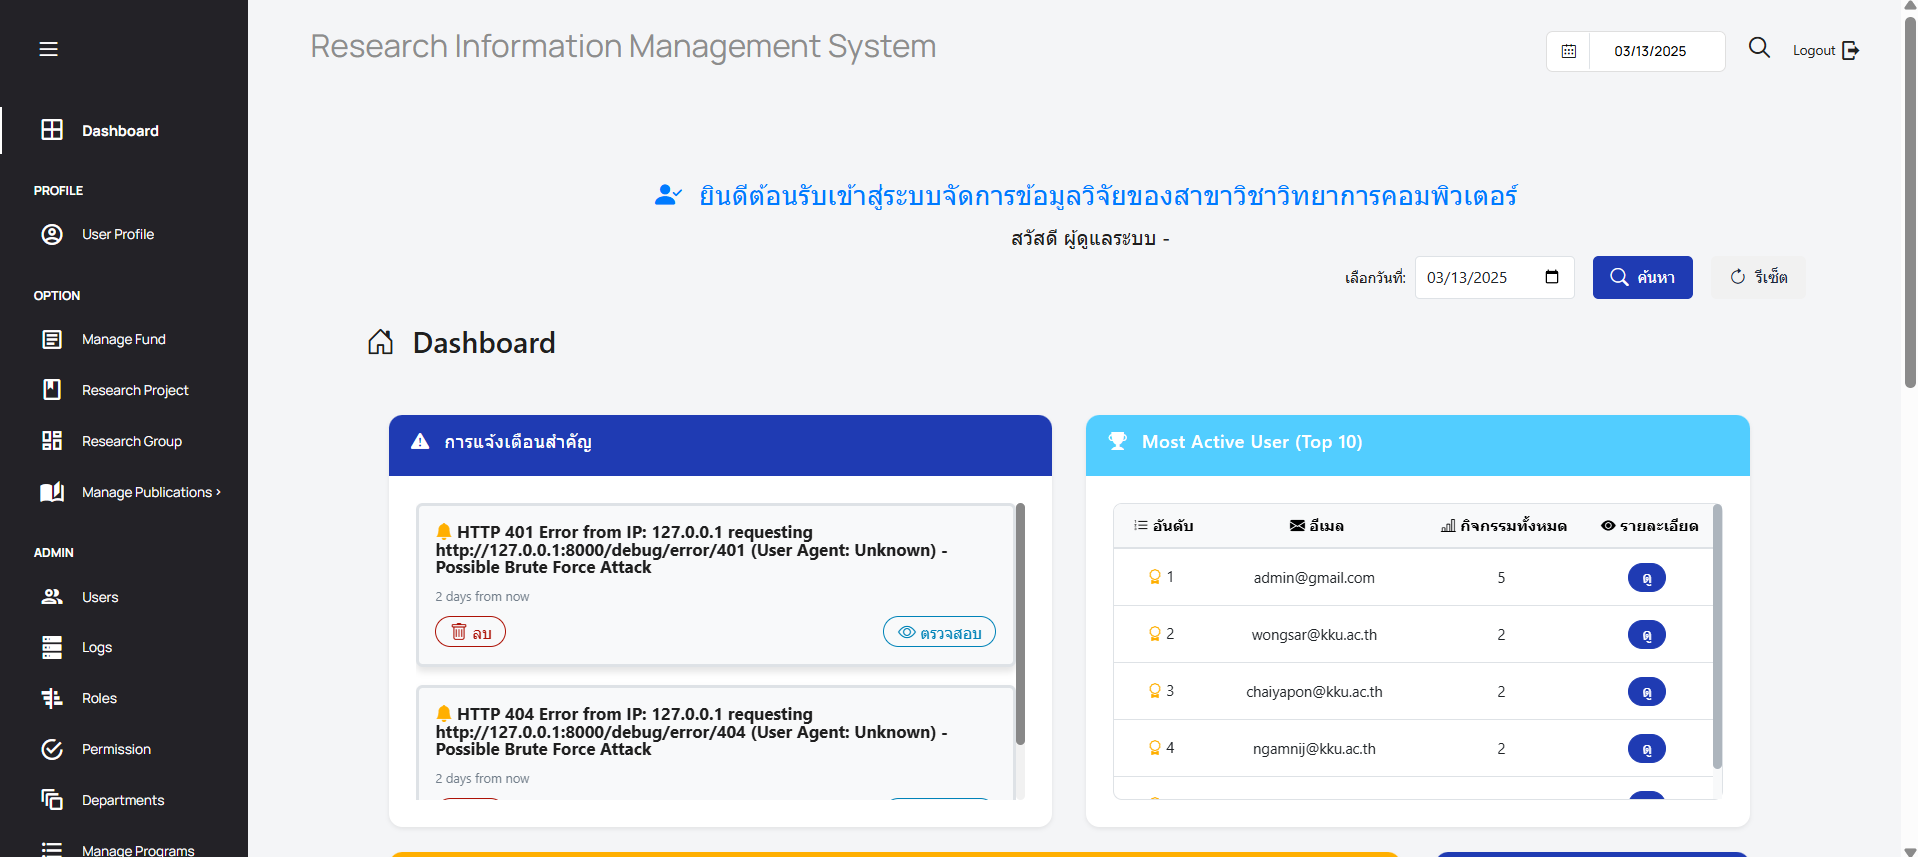 Research Information Management System
03/13/2025
Logout
Dashboard
PROFILE
User Profile
OPTION
Manage Fund
Research Project
Research Group
Manage Publications ›
ADMIN
Users
Logs
Roles
Permission
Departments
Manage Programs
ยินดีต้อนรับเข้าสู่ระบบจัดการข้อมูลวิจัยของสาขาวิชาวิทยาการคอมพิวเตอร์
สวัสดี ผู้ดูแลระบบ -
เลือกวันที่: 03/13/2025 ค้นหา รีเซ็ต
Dashboard
การแจ้งเตือนสำคัญ
HTTP 401 Error from IP: 127.0.0.1 requesting
http://127.0.0.1:8000/debug/error/401 (User Agent: Unknown) -
Possible Brute Force Attack
2 days from now
ลบ ตรวจสอบ
HTTP 404 Error from IP: 127.0.0.1 requesting
http://127.0.0.1:8000/debug/error/404 (User Agent: Unknown) -
Possible Brute Force Attack
2 days from now
Most Active User (Top 10)
อันดับ อีเมล กิจกรรมทั้งหมด รายละเอียด
1 admin@gmail.com 5 ดู
2 wongsar@kku.ac.th 2 ดู
3 chaiyapon@kku.ac.th 2 ดู
4 ngamnij@kku.ac.th 2 ดู